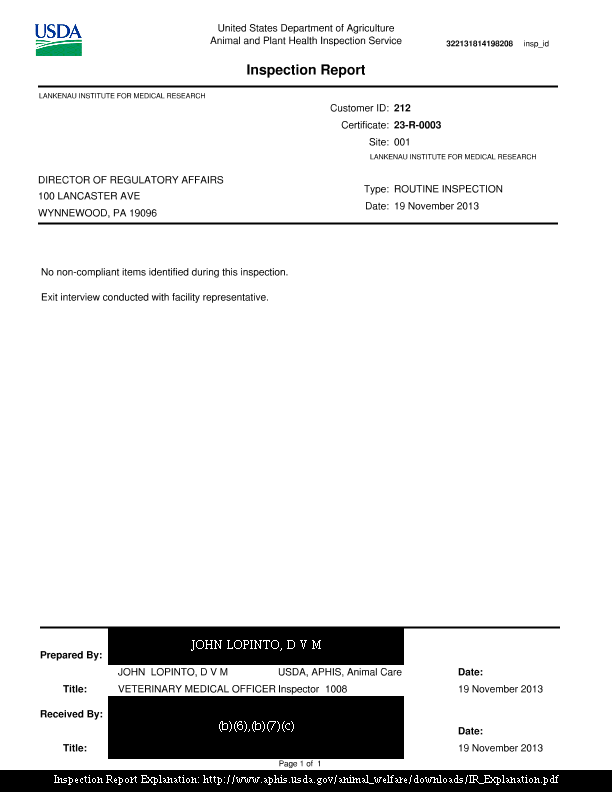 USDA
United States Department of Agriculture
Animal and Plant Health Inspection Service
322131814198208 insp_id
Inspection Report
LANKENAU INSTITUTE FOR MEDICAL RESEARCH
Customer ID: 212
Certificate: 23-R-0003
Site: 001
LANKENAU INSTITUTE FOR MEDICAL RESEARCH
DIRECTOR OF REGULATORY AFFAIRS
100 LANCASTER AVE
WYNNEWOOD, PA 19096
Type: ROUTINE INSPECTION
Date: 19 November 2013
No non-compliant items identified during this inspection.
Exit interview conducted with facility representative.
JOHN LOPINTO, D V M
Prepared By:
JOHN LOPINTO, D V M USDA, APHIS, Animal Care Date:
Title: VETERINARY MEDICAL OFFICER Inspector 1008 19 November 2013
Received By:
(b)(6),(b)(7)(c)
Date:
Title: 19 November 2013
Page 1 of 1
Inspection Report Explanation: http://www.aphis.usda.gov/animal_welfare/downloads/IR_Explanation.pdf